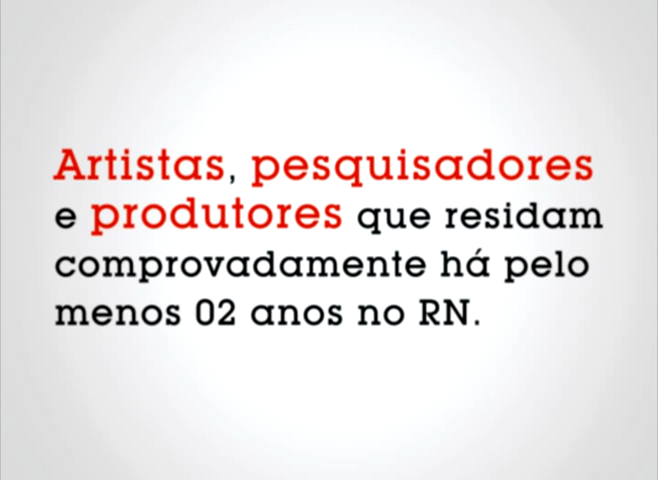 Artistas, pesquisadores
e produtores que residam
comprovadamente há pelo
menos 02 anos no RN.